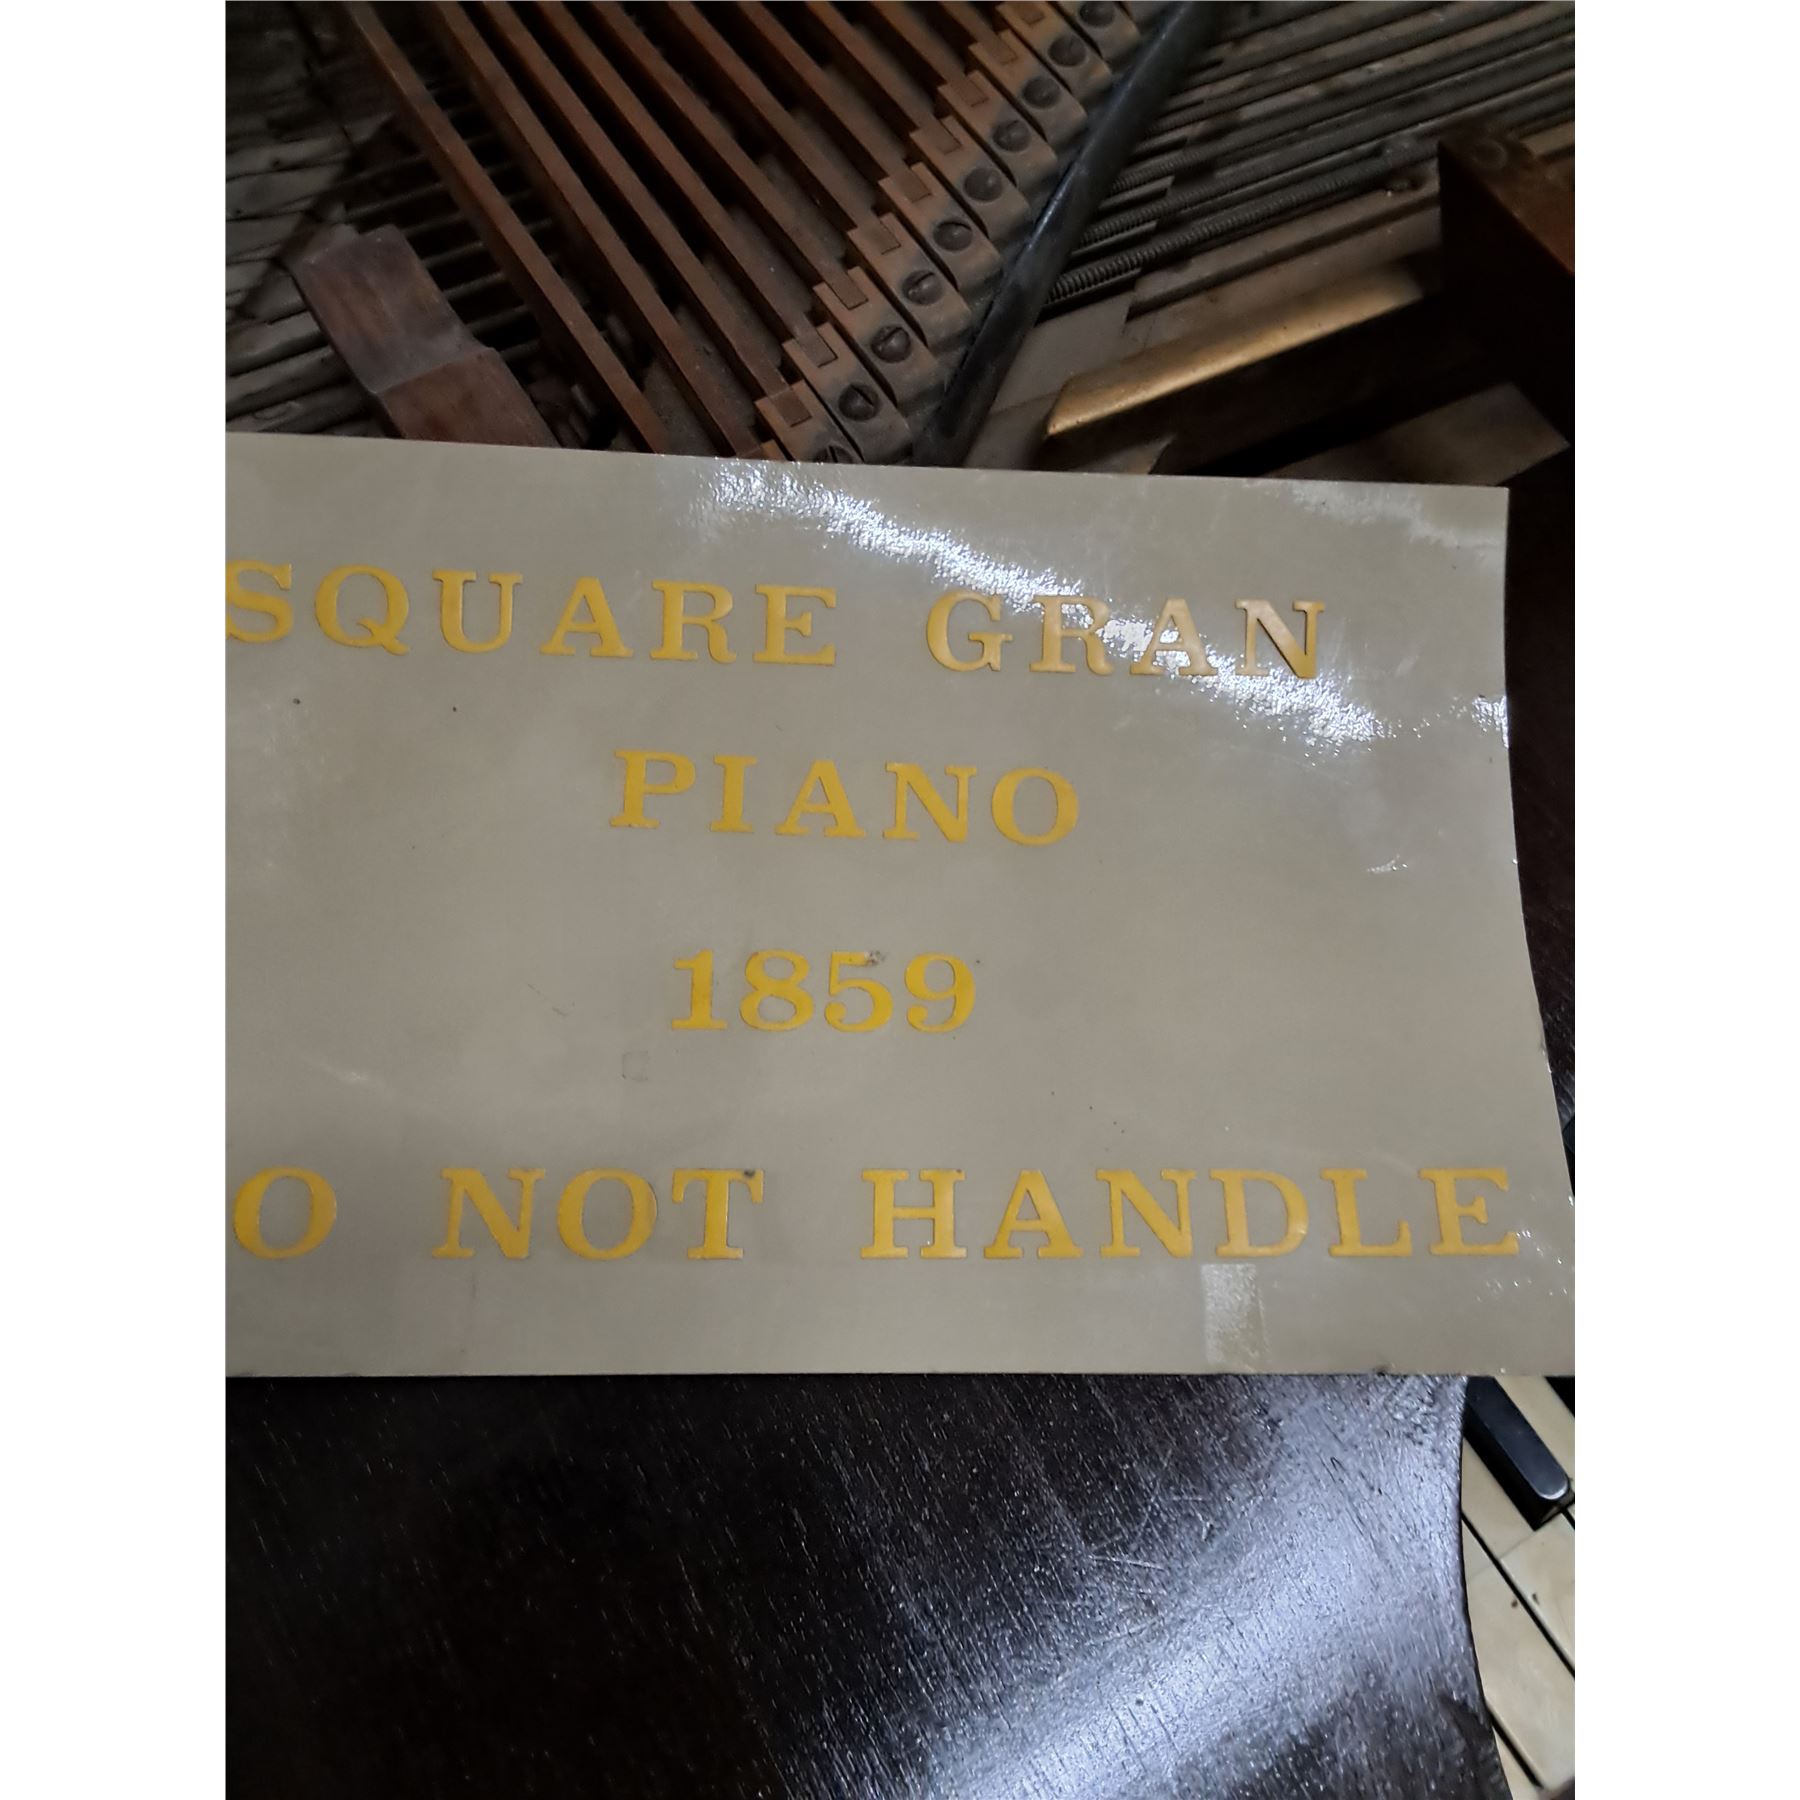 SQUARE GRAN
PIANO
1859
O NOT HANDLE